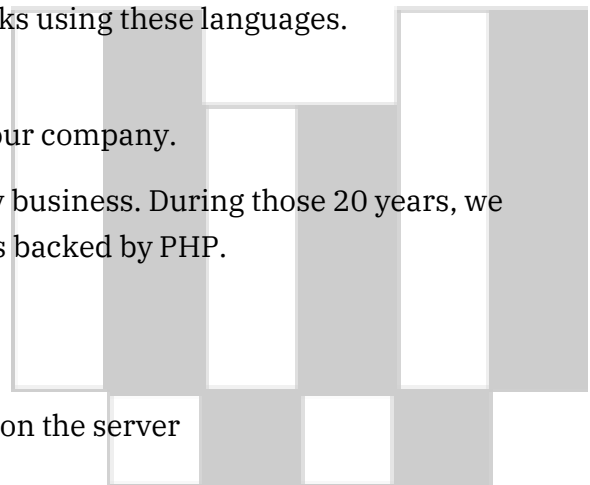 ks using these languages.
our company.
business. During those 20 years, we
s backed by PHP.
on the server